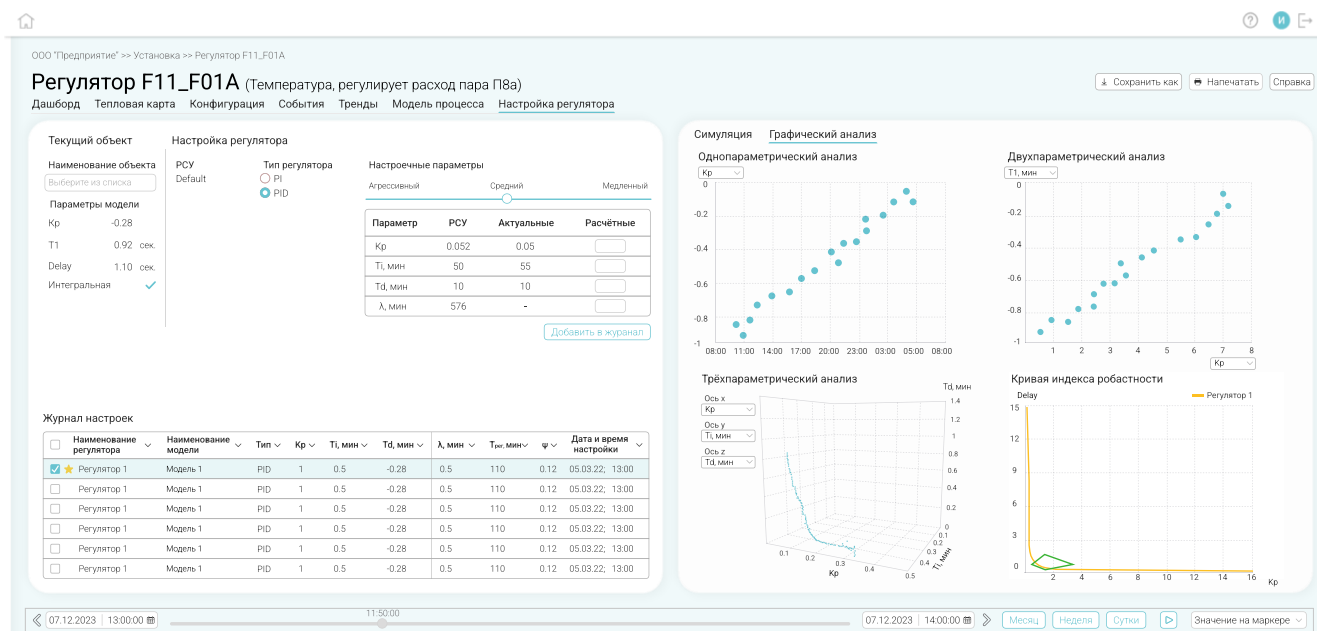 И
ООО "Предприятие" >> Установка >> Регулятор F11_F01A
Регулятор F11_F01A (Температура, регулирует расход пара П8а)
Сохранить как Напечатать Справка
Дашборд Тепловая карта Конфигурация События Тренды Модель процесса Настройка регулятора
Текущий объект
Наименование объекта
Выберите из списка
Параметры модели
Kp -0.28
T1 0.92 сек.
Delay 1.10 сек.
Интегральная
Настройка регулятора
РСУ
Default
Тип регулятора
PI
PID
Настроечные параметры
Агрессивный Средний Медленный
Параметр РСУ Актуальные Расчётные
Kp 0.052 0.05
Ti, мин 50 55
Td, мин 10 10
λ, мин 576 -
Добавить в журанал
Журнал настроек
Наименование регулятора Наименование модели Тип Kp Ti, мин Td, мин λ, мин Tрег, мин φ Дата и время настройки
Регулятор 1 Модель 1 PID 1 0.5 -0.28 0.5 110 0.12 05.03.22; 13:00
Регулятор 1 Модель 1 PID 1 0.5 -0.28 0.5 110 0.12 05.03.22; 13:00
Регулятор 1 Модель 1 PID 1 0.5 -0.28 0.5 110 0.12 05.03.22; 13:00
Регулятор 1 Модель 1 PID 1 0.5 -0.28 0.5 110 0.12 05.03.22; 13:00
Регулятор 1 Модель 1 PID 1 0.5 -0.28 0.5 110 0.12 05.03.22; 13:00
Регулятор 1 Модель 1 PID 1 0.5 -0.28 0.5 110 0.12 05.03.22; 13:00
Симуляция Графический анализ
Однопараметрический анализ
Kp
0
-0.2
-0.4
-0.6
-0.8
-1
08:00 11:00 14:00 17:00 20:00 23:00 03:00 05:00 08:00
Двухпараметрический анализ
T1, мин
0
-0.2
-0.4
-0.6
-0.8
-1
1 2 3 4 5 6 7 8
Kp
Трёхпараметрический анализ
Ось x
Kp
Ось y
Ti, мин
Ось z
Td, мин
Td, мин
1.4
1.2
1
0.8
0.6
0.4
0.2
0
0.1
0.2
0.3
0.4
0.5
Ti, мин
0.1 0.2 0.3 0.4
Kp
Кривая индекса робастности
Delay
Регулятор 1
15
12
9
6
3
0
2 4 6 8 10 12 14 16 Kp
07.12.2023 13:00:00 11:50:00 07.12.2023 14:00:00 Месяц Неделя Сутки Значение на маркере